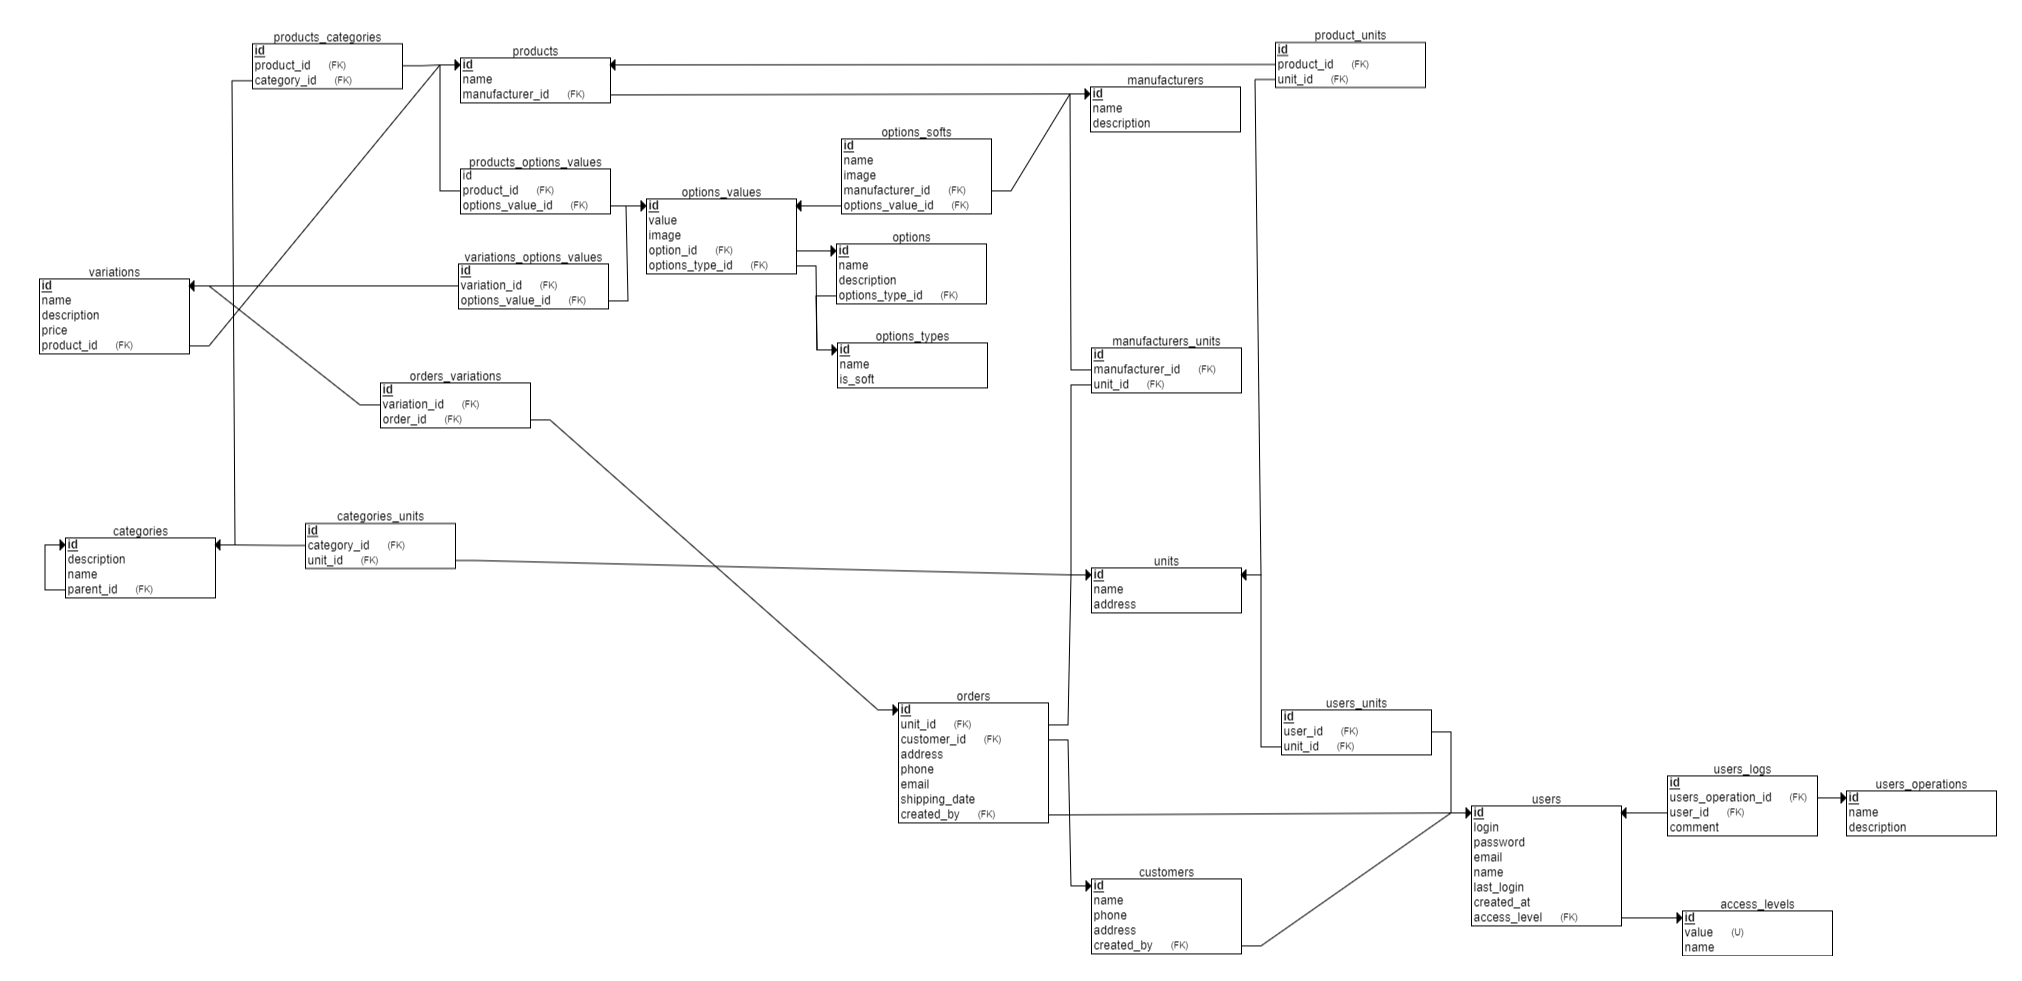 products_categories
id
product_id (FK)
category_id (FK)
products
id
name
manufacturer_id (FK)
product_units
id
product_id (FK)
unit_id (FK)
manufacturers
id
name
description
options_softs
id
name
image
manufacturer_id (FK)
options_value_id (FK)
products_options_values
id
product_id (FK)
options_value_id (FK)
options_values
id
value
image
option_id (FK)
options_type_id (FK)
options
id
name
description
options_type_id (FK)
variations_options_values
id
variation_id (FK)
options_value_id (FK)
variations
id
name
description
price
product_id (FK)
options_types
id
name
is_soft
manufacturers_units
id
manufacturer_id (FK)
unit_id (FK)
orders_variations
id
variation_id (FK)
order_id (FK)
categories_units
id
category_id (FK)
unit_id (FK)
categories
id
description
name
parent_id (FK)
units
id
name
address
orders
id
unit_id (FK)
customer_id (FK)
address
phone
email
shipping_date
created_by (FK)
users_units
id
user_id (FK)
unit_id (FK)
users_logs
id
users_operation_id (FK)
user_id (FK)
comment
users_operations
id
name
description
users
id
login
password
email
name
last_login
created_at
access_level (FK)
customers
id
name
phone
address
created_by (FK)
access_levels
id
value (U)
name